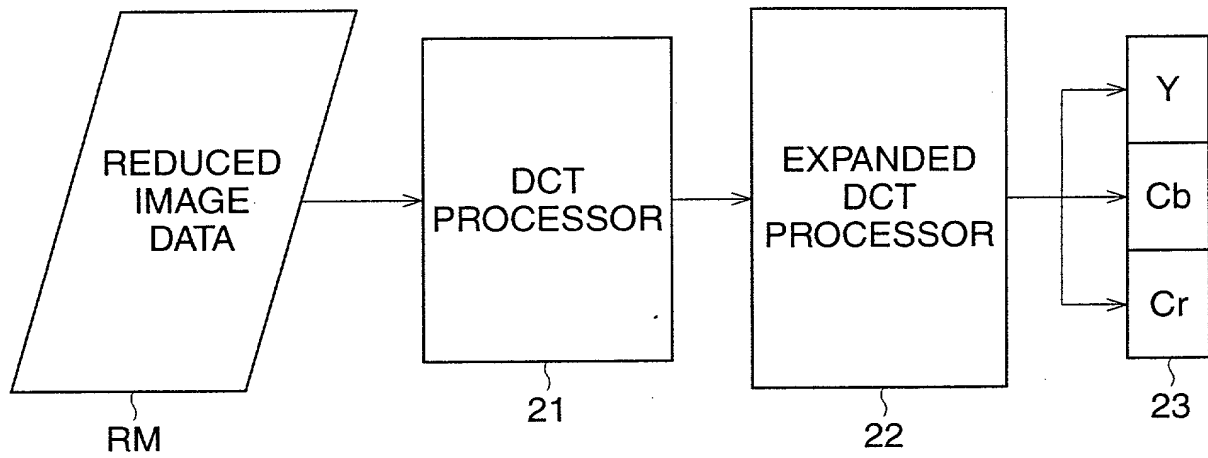 REDUCED
IMAGE
DATA
RM
DCT
PROCESSOR
21
EXPANDED
DCT
PROCESSOR
22
Y
Cb
Cr
23